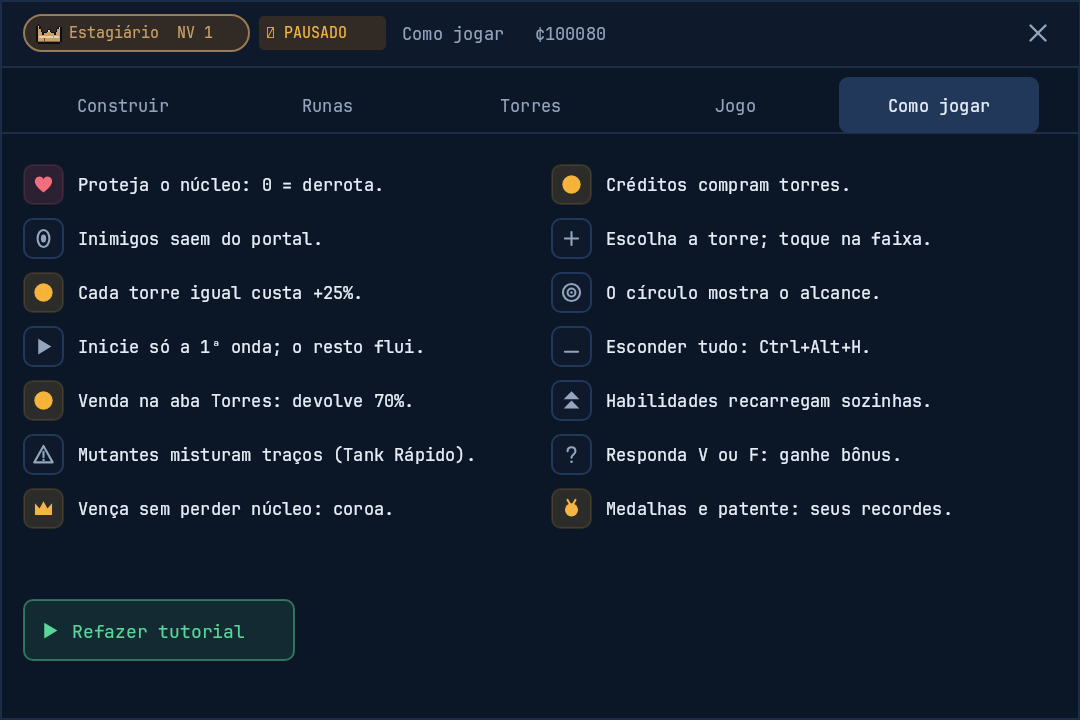 Estagiário NV 1 PAUSADO Como jogar ₵100080
Construir Runas Torres Jogo Como jogar
Proteja o núcleo: 0 = derrota.
Créditos compram torres.
Inimigos saem do portal.
Escolha a torre; toque na faixa.
Cada torre igual custa +25%.
O círculo mostra o alcance.
Inicie só a 1ª onda; o resto flui.
Esconder tudo: Ctrl+Alt+H.
Venda na aba Torres: devolve 70%.
Habilidades recarregam sozinhas.
Mutantes misturam traços (Tank Rápido).
Responda V ou F: ganhe bônus.
Vença sem perder núcleo: coroa.
Medalhas e patente: seus recordes.
Refazer tutorial